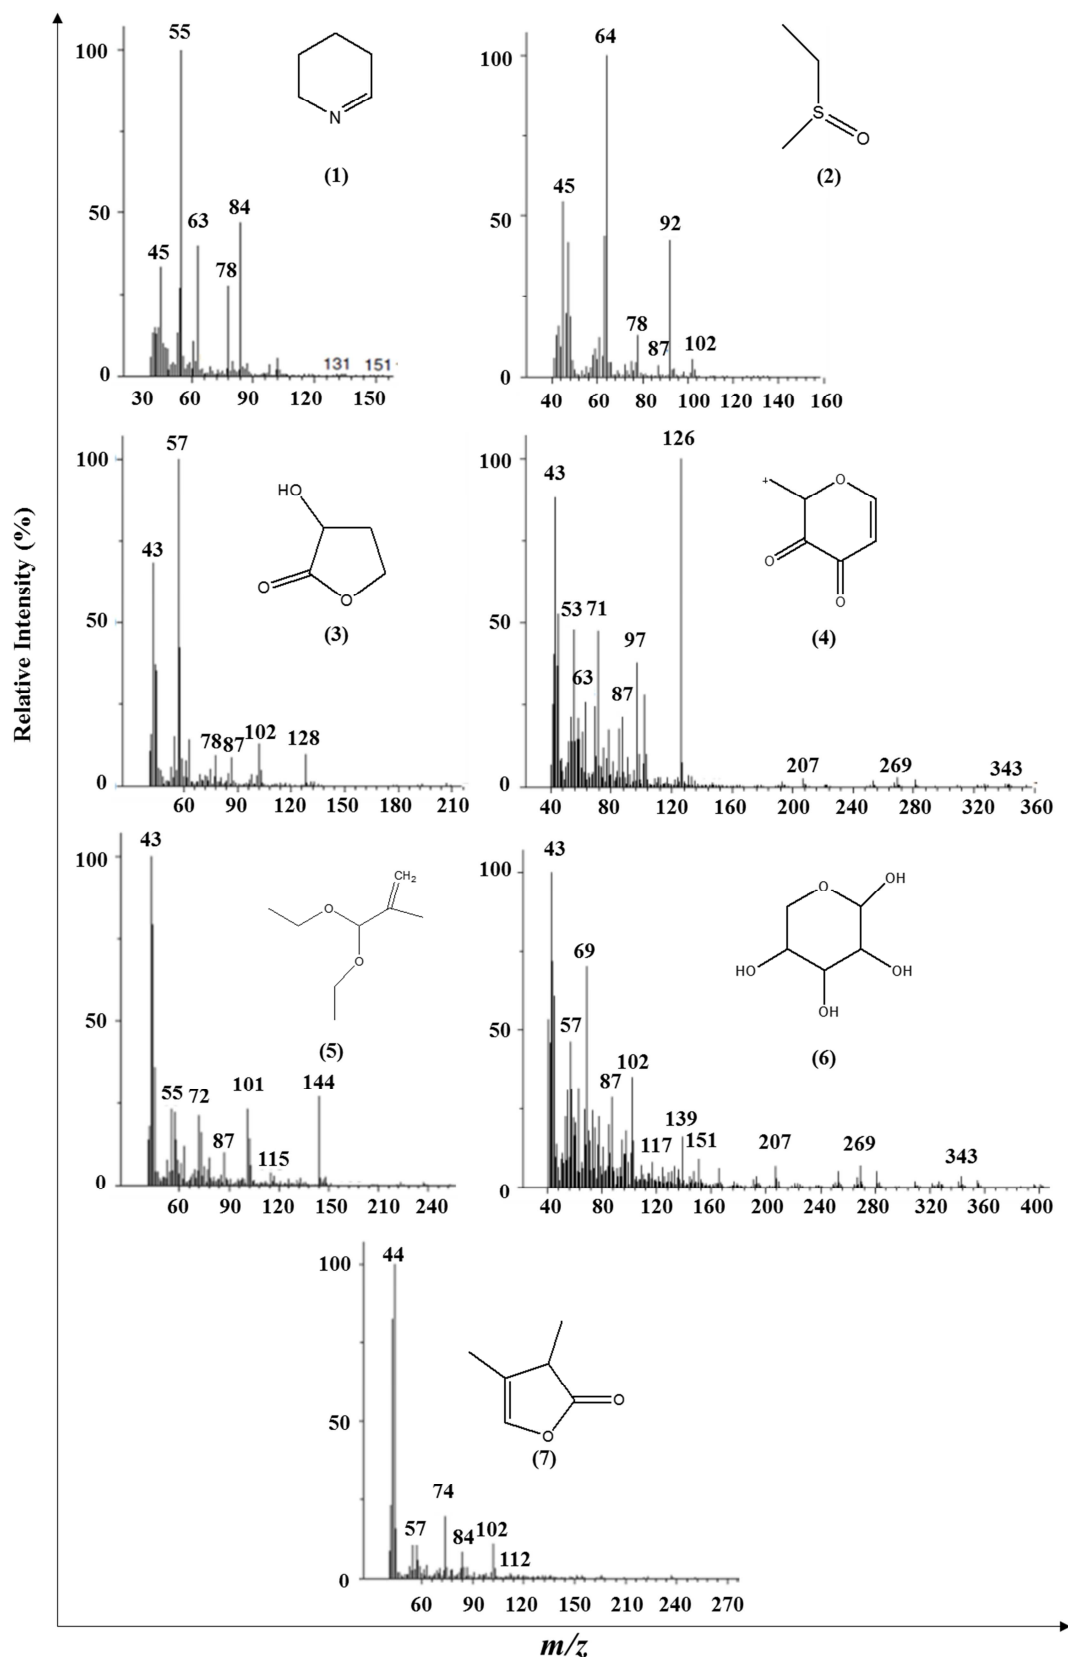 Relative Intensity (%)
100
50
0
55
45
63
78
84
131
151
N
(1)
30 60 90 120 150
100
50
0
64
45
92
78
87
102
S
O
(2)
40 60 80 100 120 140 160
100
50
0
57
43
78
87
102
128
HO
O
O
(3)
60 90 120 150 180 210
100
50
0
126
43
53
71
63
97
87
207
269
343
+
O
O
O
(4)
40 80 120 160 200 240 280 320 360
100
50
0
43
55
72
101
144
87
115
CH2
O
O
(5)
60 90 120 150 210 240
100
50
0
43
69
57
102
87
117
139
151
207
269
343
O
OH
HO
OH
OH
(6)
40 80 120 160 200 240 280 320 360 400
100
50
0
44
57
74
84
102
112
O
O
(7)
60 90 120 150 210 240 270
m/z